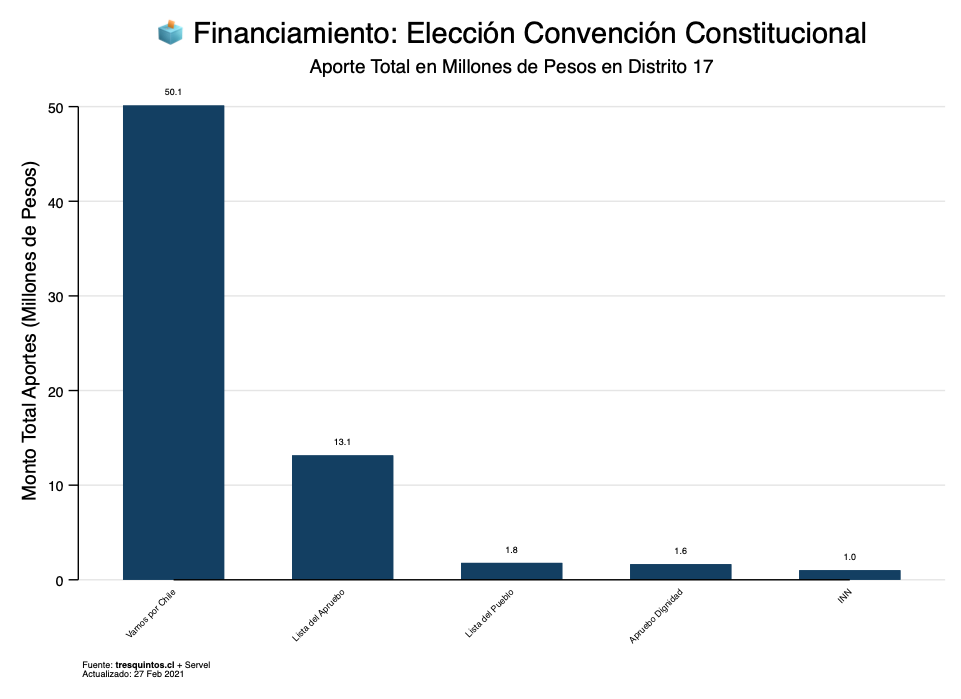 Financiamiento: Elección Convención Constitucional
Aporte Total en Millones de Pesos en Distrito 17
Monto Total Aportes (Millones de Pesos)
50
40
30
20
10
0
50.1
13.1
1.8
1.6
1.0
Vamos por Chile
Lista del Apruebo
Lista del Pueblo
Apruebo Dignidad
INN
Fuente: tresquintos.cl + Servel
Actualizado: 27 Feb 2021